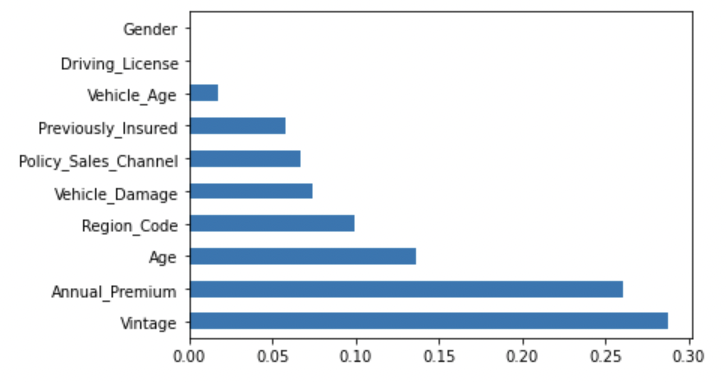 Gender
Driving_License
Vehicle_Age
Previously_Insured
Policy_Sales_Channel
Vehicle_Damage
Region_Code
Age
Annual_Premium
Vintage
0.00 0.05 0.10 0.15 0.20 0.25 0.30